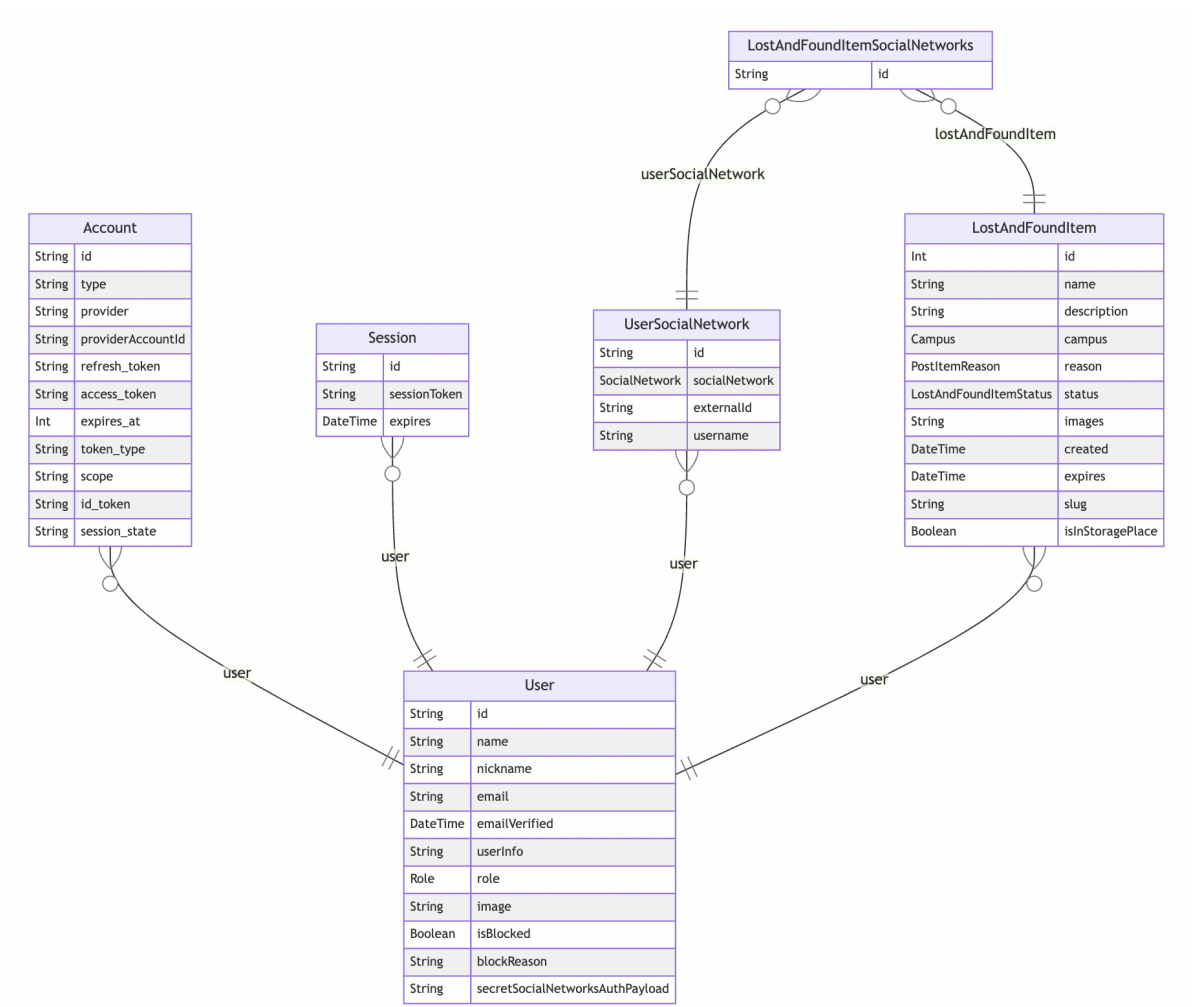 LostAndFoundItemSocialNetworks
String id
lostAndFoundItem
userSocialNetwork
Account
String id
String type
String provider
String providerAccountId
String refresh_token
String access_token
Int expires_at
String token_type
String scope
String id_token
String session_state
Session
String id
String sessionToken
DateTime expires
UserSocialNetwork
String id
SocialNetwork socialNetwork
String externalId
String username
LostAndFoundItem
Int id
String name
String description
Campus campus
PostItemReason reason
LostAndFoundItemStatus status
String images
DateTime created
DateTime expires
String slug
Boolean isInStoragePlace
user
user
user
user
User
String id
String name
String nickname
String email
DateTime emailVerified
String userInfo
Role role
String image
Boolean isBlocked
String blockReason
String secretSocialNetworksAuthPayload